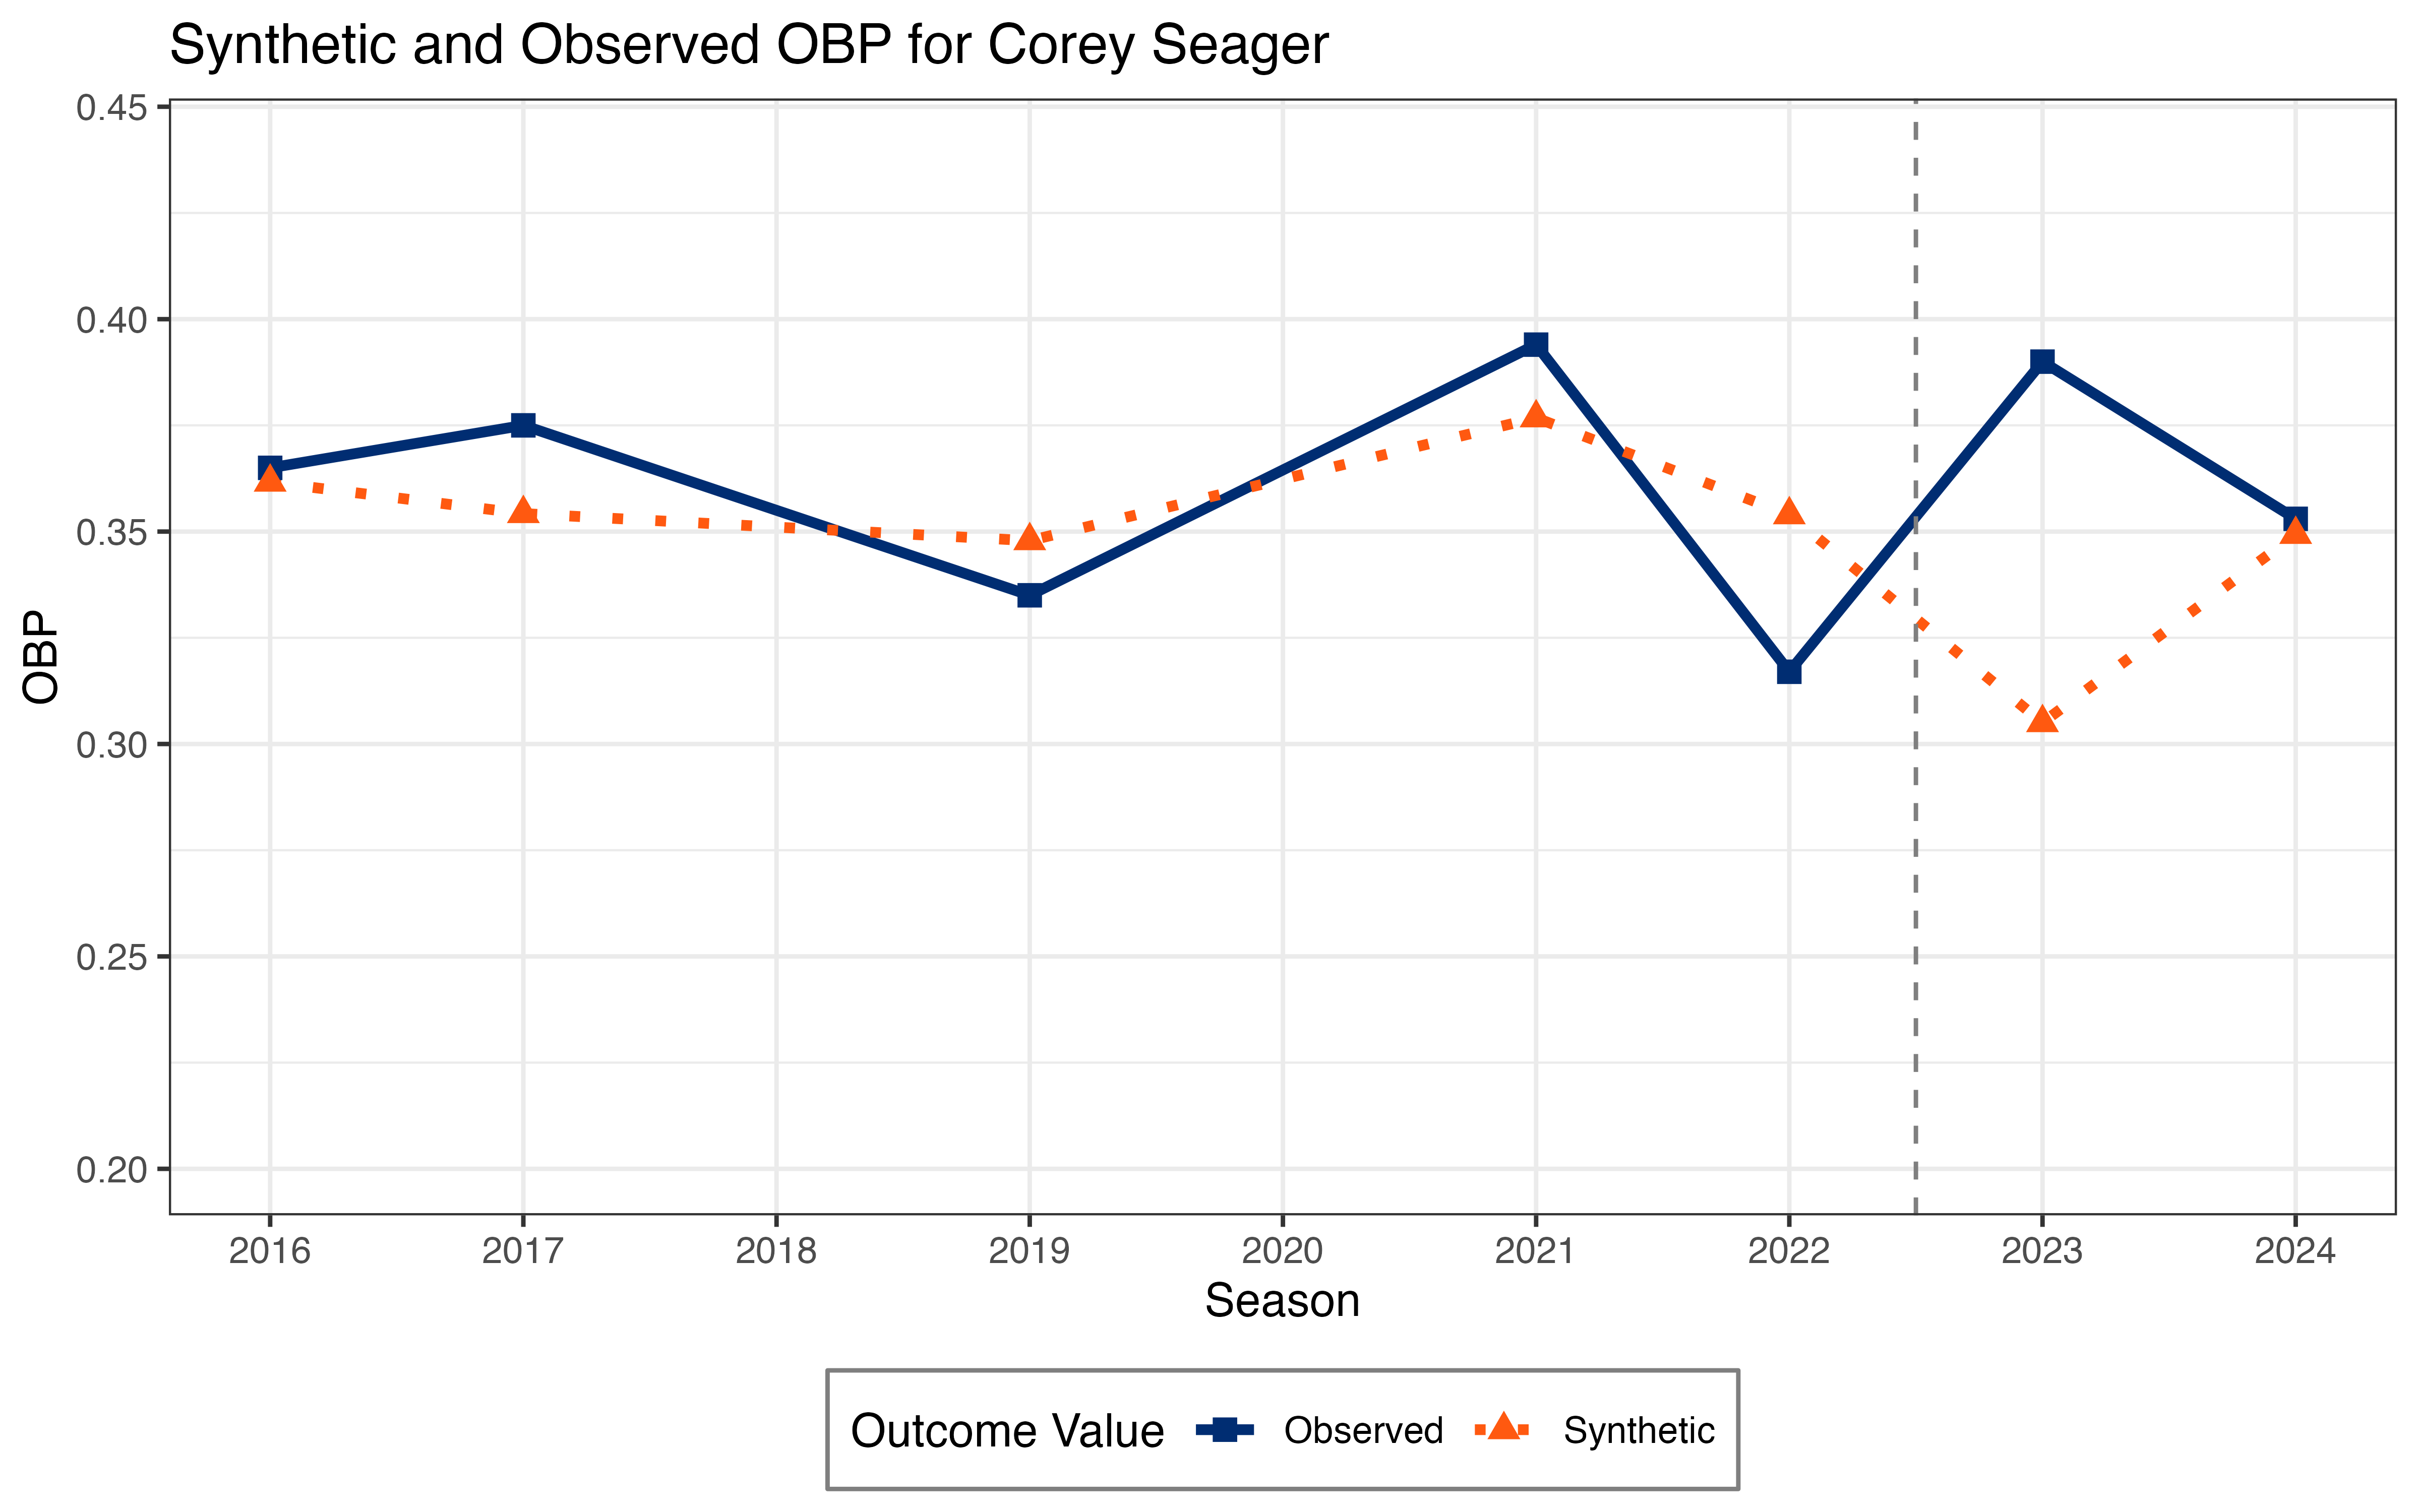 Synthetic and Observed OBP for Corey Seager
0.45
0.40
0.35
0.30
0.25
0.20
OBP
2016 2017 2018 2019 2020 2021 2022 2023 2024
Season
Outcome Value Observed Synthetic